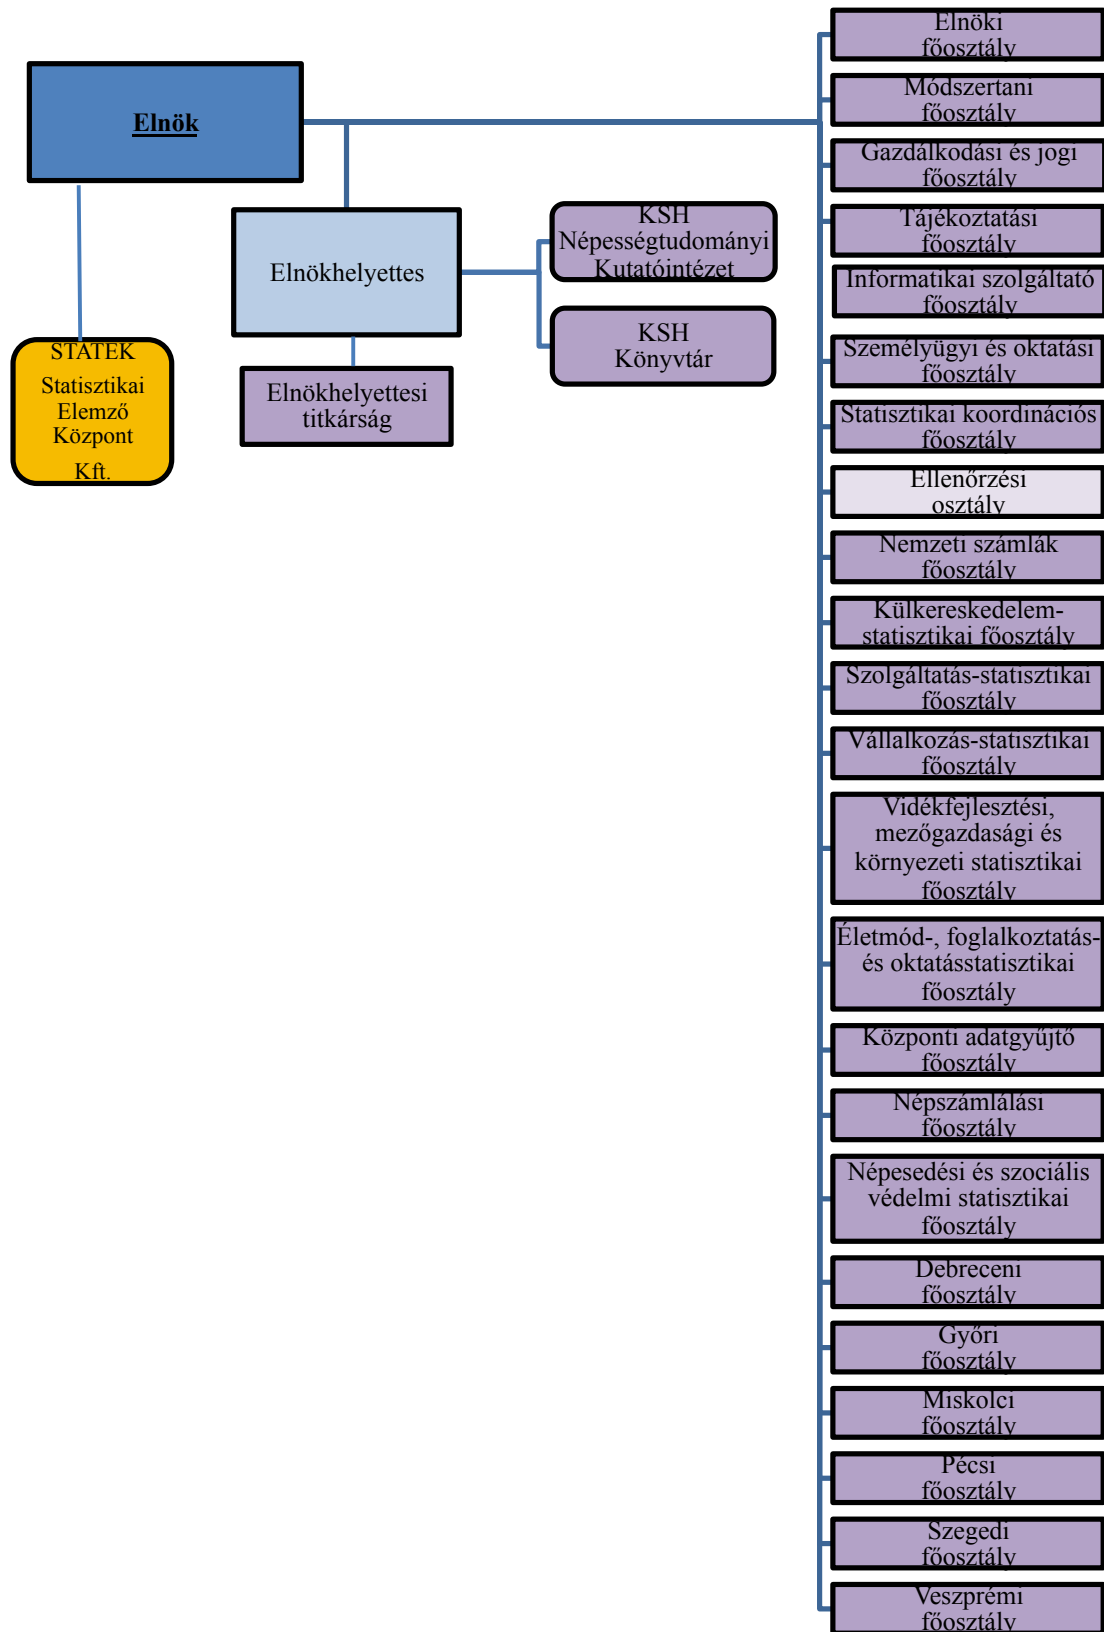 Elnök
Elnökhelyettes
KSH
Népességtudományi
Kutatóintézet
KSH
Könyvtár
STATEK
Statisztikai
Elemző
Központ
Kft.
Elnökhelyettesi
titkárság
Elnöki
főosztály
Módszertani
főosztály
Gazdálkodási és jogi
főosztály
Tájékoztatási
főosztály
Informatikai szolgáltató
főosztály
Személyügyi és oktatási
főosztály
Statisztikai koordinációs
főosztály
Ellenőrzési
osztály
Nemzeti számlák
főosztály
Külkereskedelem-
statisztikai főosztály
Szolgáltatás-statisztikai
főosztály
Vállalkozás-statisztikai
főosztály
Vidékfejlesztési,
mezőgazdasági és
környezeti statisztikai
főosztály
Életmód-, foglalkoztatás-
és oktatásstatisztikai
főosztály
Központi adatgyűjtő
főosztály
Népszámlálási
főosztály
Népesedési és szociális
védelmi statisztikai
főosztály
Debreceni
főosztály
Győri
főosztály
Miskolci
főosztály
Pécsi
főosztály
Szegedi
főosztály
Veszprémi
főosztály